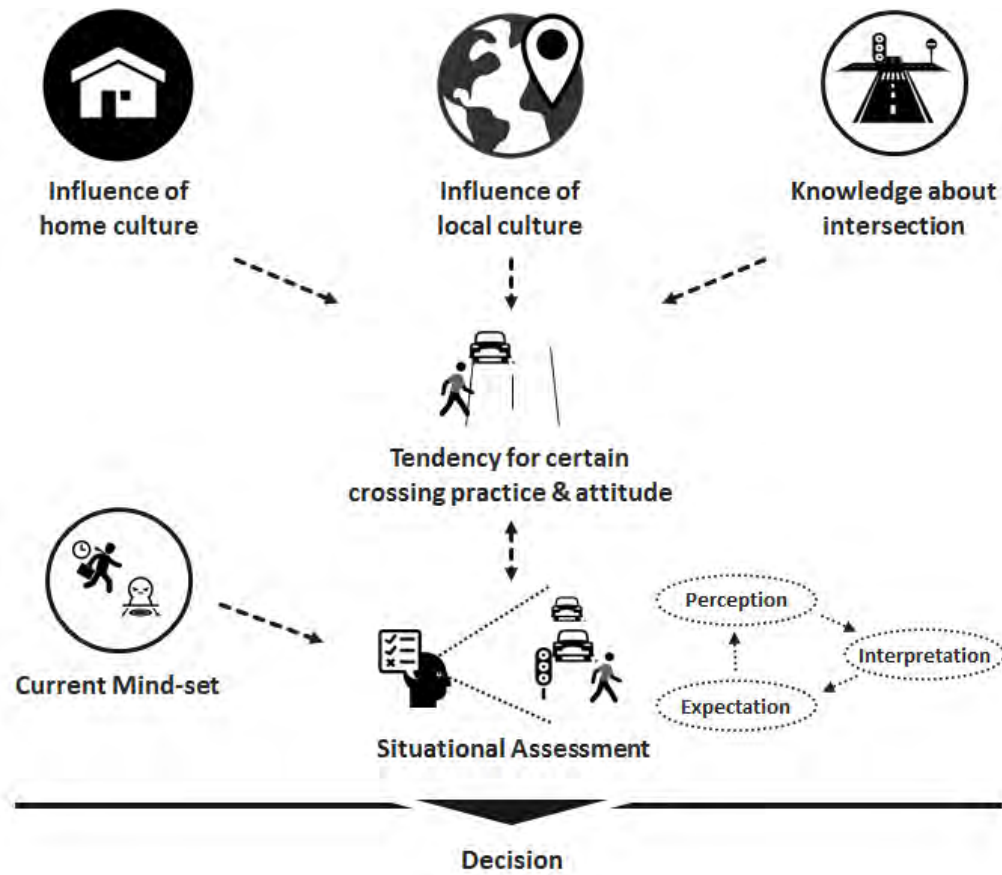 Influence of
home culture
Influence of
local culture
Knowledge about
intersection
Tendency for certain
crossing practice & attitude
Current Mind-set
Perception
Interpretation
Expectation
Situational Assessment
Decision